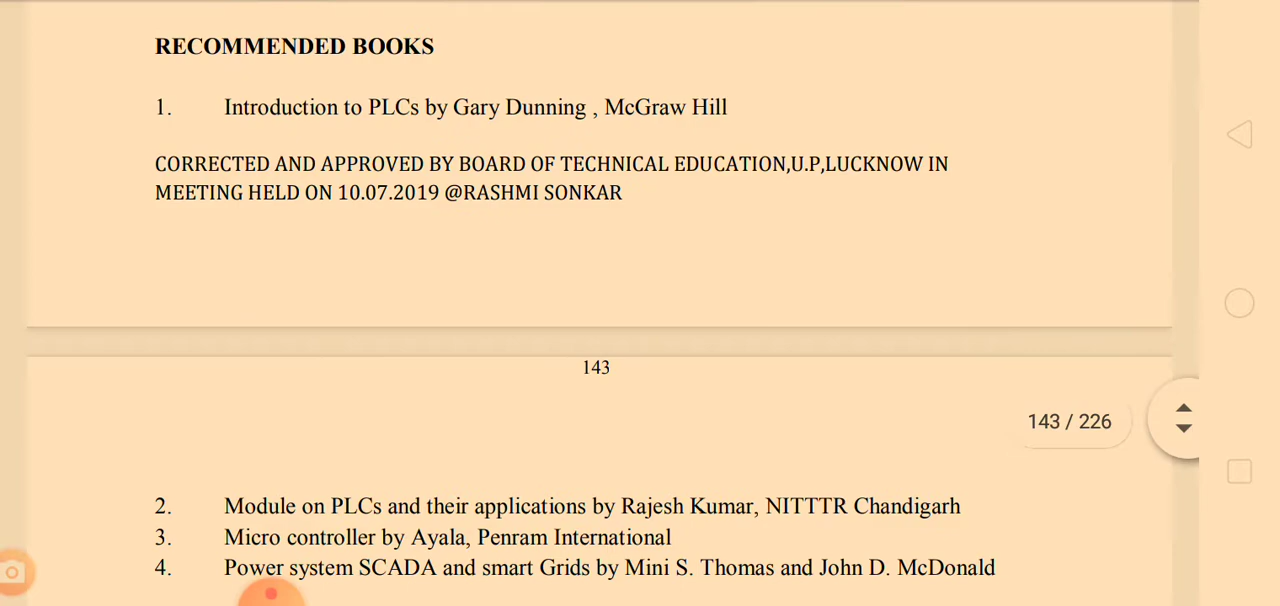 RECOMMENDED BOOKS
1. Introduction to PLCs by Gary Dunning , McGraw Hill
CORRECTED AND APPROVED BY BOARD OF TECHNICAL EDUCATION,U.P,LUCKNOW IN
MEETING HELD ON 10.07.2019 @RASHMI SONKAR
143
143 / 226
2. Module on PLCs and their applications by Rajesh Kumar, NITTTR Chandigarh
3. Micro controller by Ayala, Penram International
4. Power system SCADA and smart Grids by Mini S. Thomas and John D. McDonald